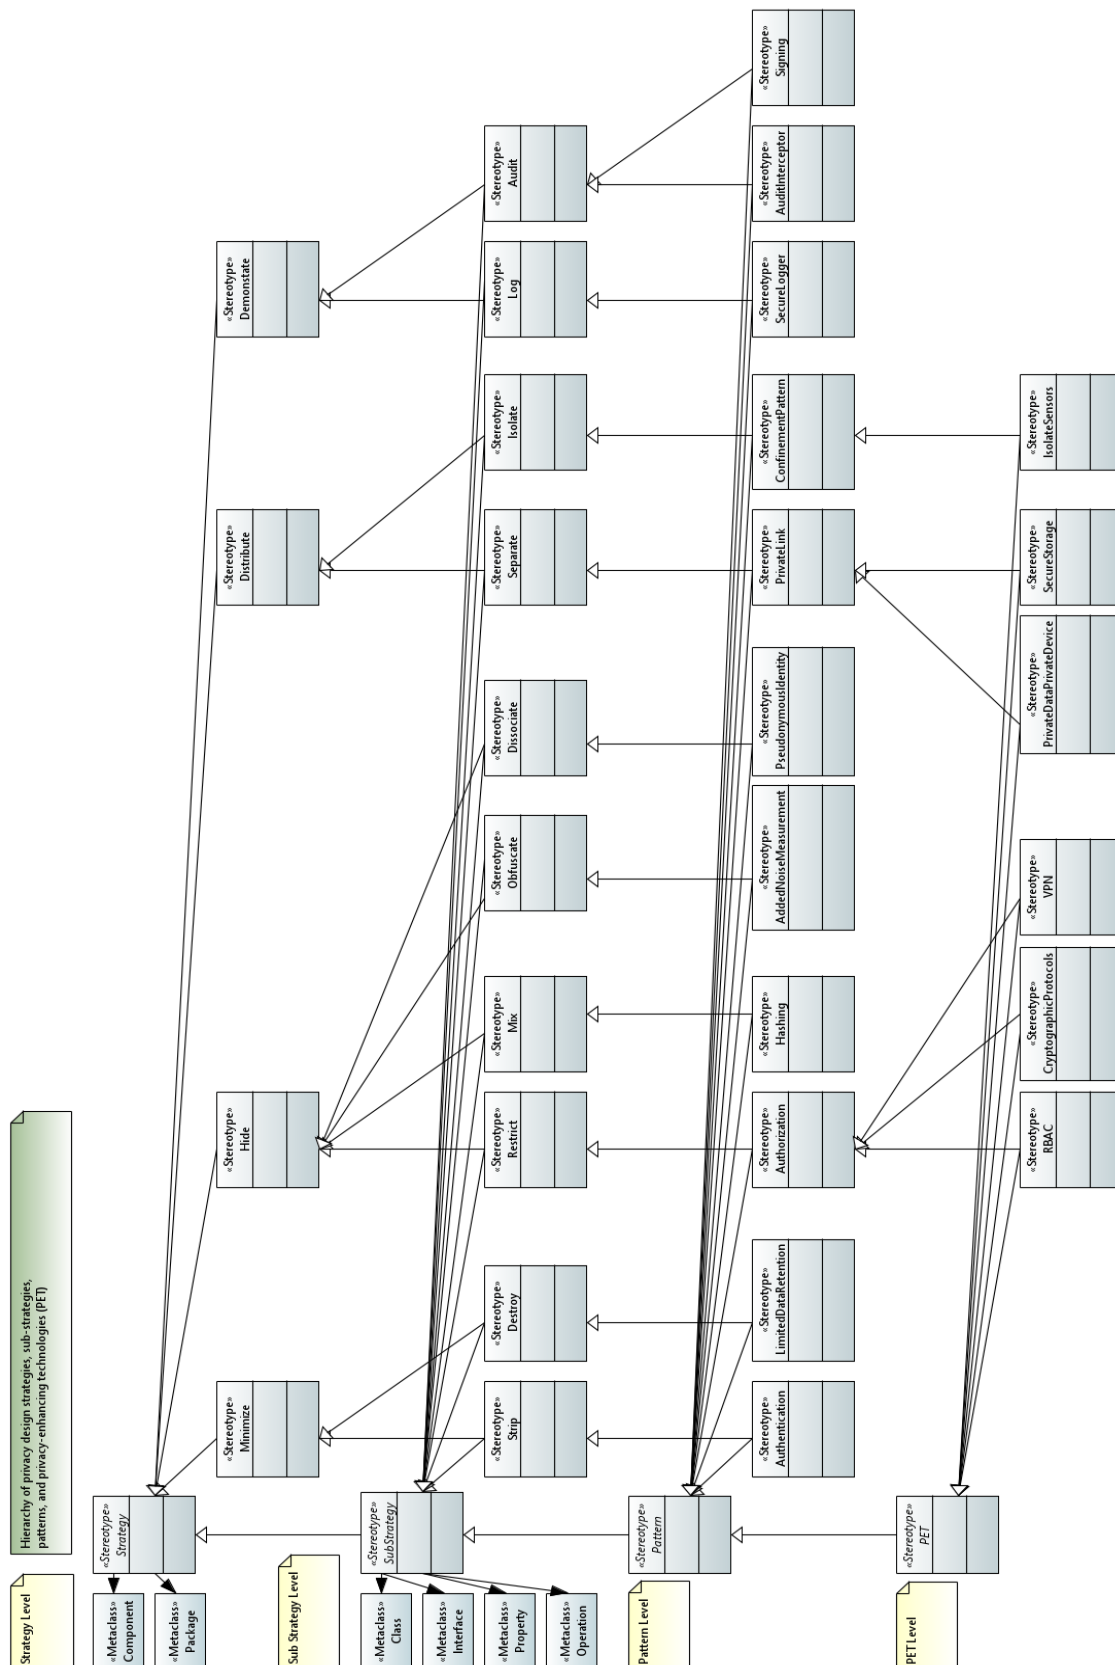 Hierarchy of privacy design strategies, sub-strategies,
patterns, and privacy-enhancing technologies (PET)
Strategy Level
«Metaclass»
Component
«Metaclass»
Package
«Stereotype»
Strategy
«Stereotype»
Minimize
«Stereotype»
Hide
«Stereotype»
Distribute
«Stereotype»
Demonstate
Sub Strategy Level
«Metaclass»
Class
«Metaclass»
Interface
«Metaclass»
Property
«Metaclass»
Operation
«Stereotype»
SubStrategy
«Stereotype»
Strip
«Stereotype»
Destroy
«Stereotype»
Restrict
«Stereotype»
Mix
«Stereotype»
Obfuscate
«Stereotype»
Dissociate
«Stereotype»
Separate
«Stereotype»
Isolate
«Stereotype»
Log
«Stereotype»
Audit
Pattern Level
«Stereotype»
Pattern
«Stereotype»
Authentication
«Stereotype»
LimitedDataRetention
«Stereotype»
Authorization
«Stereotype»
Hashing
«Stereotype»
AddedNoiseMeasurement
«Stereotype»
PseudonymousIdentity
«Stereotype»
PrivateLink
«Stereotype»
ConfinementPattern
«Stereotype»
SecureLogger
«Stereotype»
AuditInterceptor
«Stereotype»
Signing
PET Level
«Stereotype»
PET
«Stereotype»
RBAC
«Stereotype»
CryptographicProtocols
«Stereotype»
VPN
«Stereotype»
PrivateDataPrivateDevice
«Stereotype»
SecureStorage
«Stereotype»
IsolateSensors